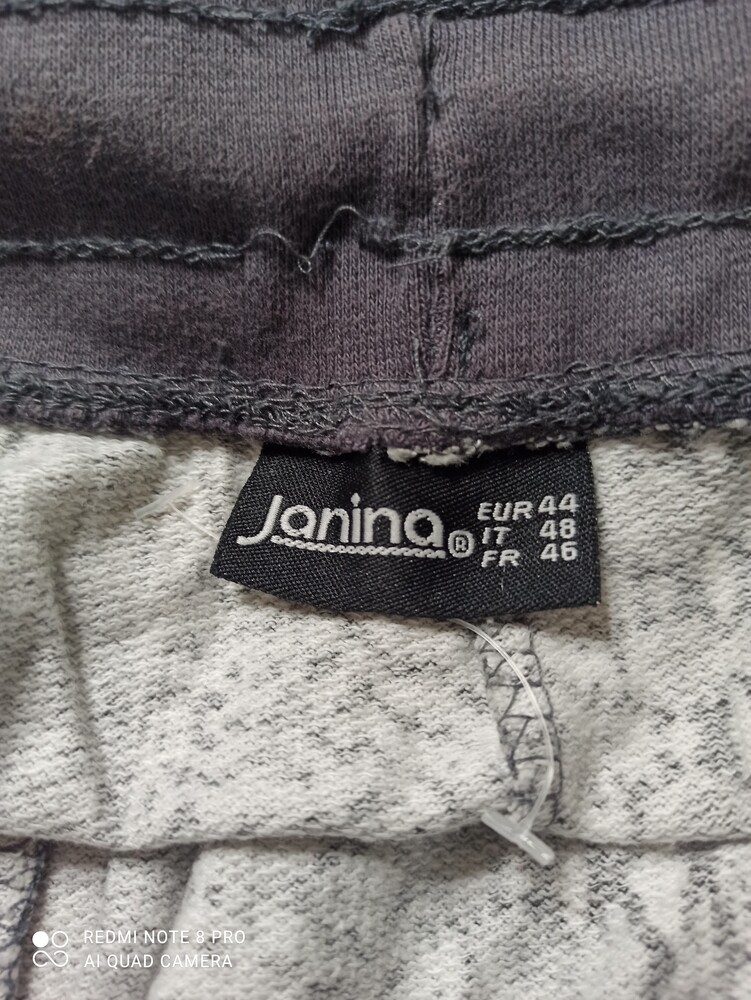 Janina®
EUR 44
IT 48
FR 46
REDMI NOTE 8 PRO
AI QUAD CAMERA